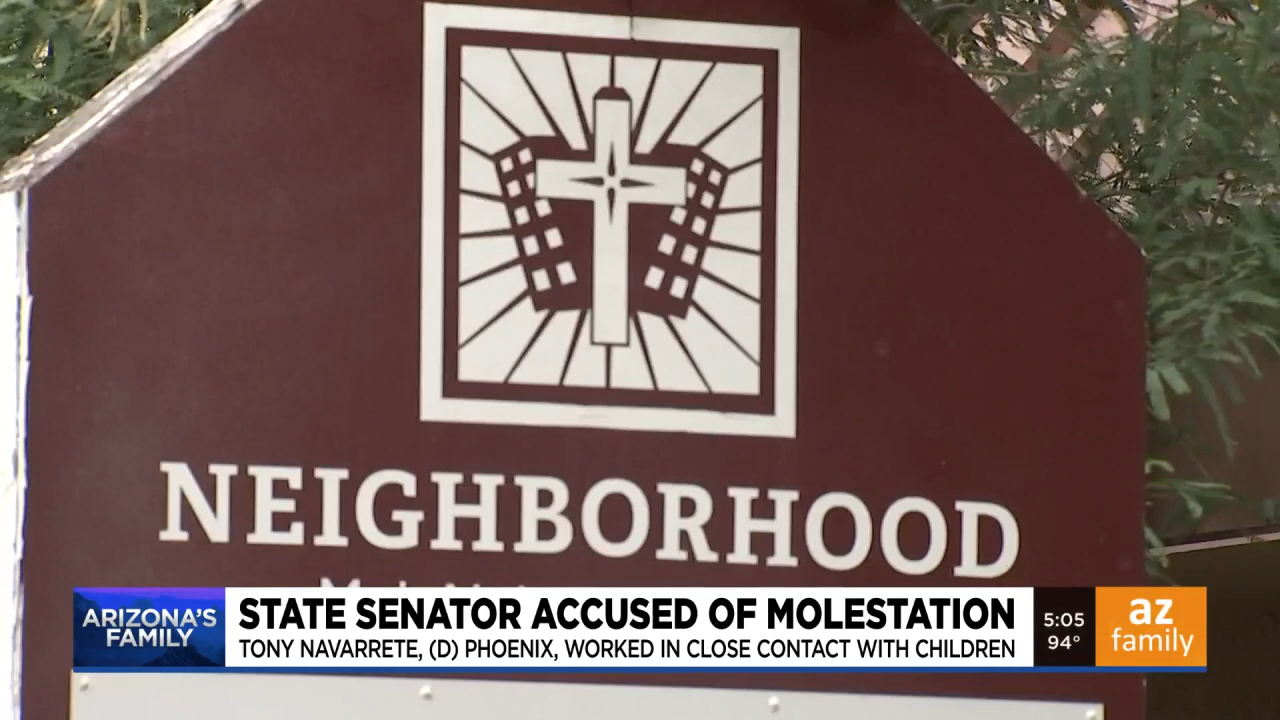 NEIGHBORHOOD
ARIZONA'S
FAMILY
STATE SENATOR ACCUSED OF MOLESTATION
TONY NAVARRETE, (D) PHOENIX, WORKED IN CLOSE CONTACT WITH CHILDREN
5:05
94°
az
family